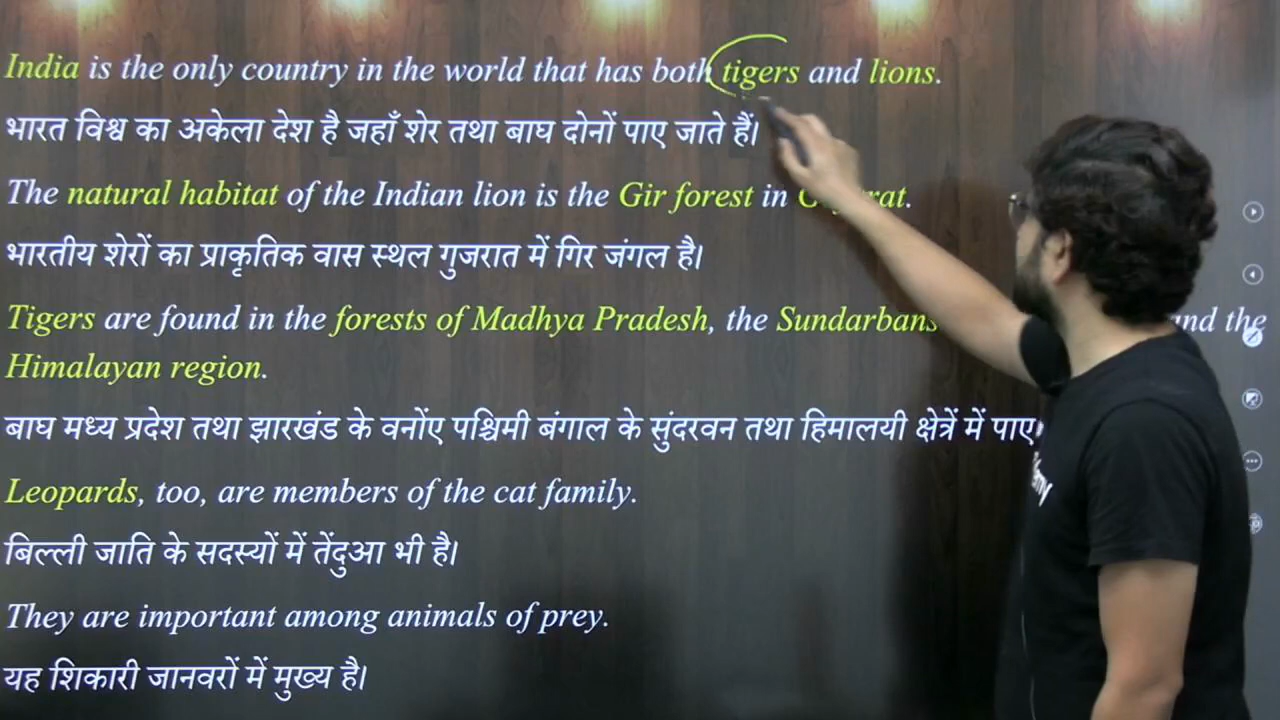 India is the only country in the world that has both tigers and lions.
भारत विश्व का अकेला देश है जहाँ शेर तथा बाघ दोनों पाए जाते हैं।
The natural habitat of the Indian lion is the Gir forest in
भारतीय शेरों का प्राकृतिक वास स्थल गुजरात में गिर जंगल है।
Tigers are found in the forests of Madhya Pradesh, the Sundarbans and the
Himalayan region.
बाघ मध्य प्रदेश तथा झारखंड के वनोंए पश्चिमी बंगाल के सुंदरवन तथा हिमालयी क्षेत्रें में पाए
Leopards, too, are members of the cat family.
बिल्ली जाति के सदस्यों में तेंदुआ भी है।
They are important among animals of prey.
यह शिकारी जानवरों में मुख्य है।